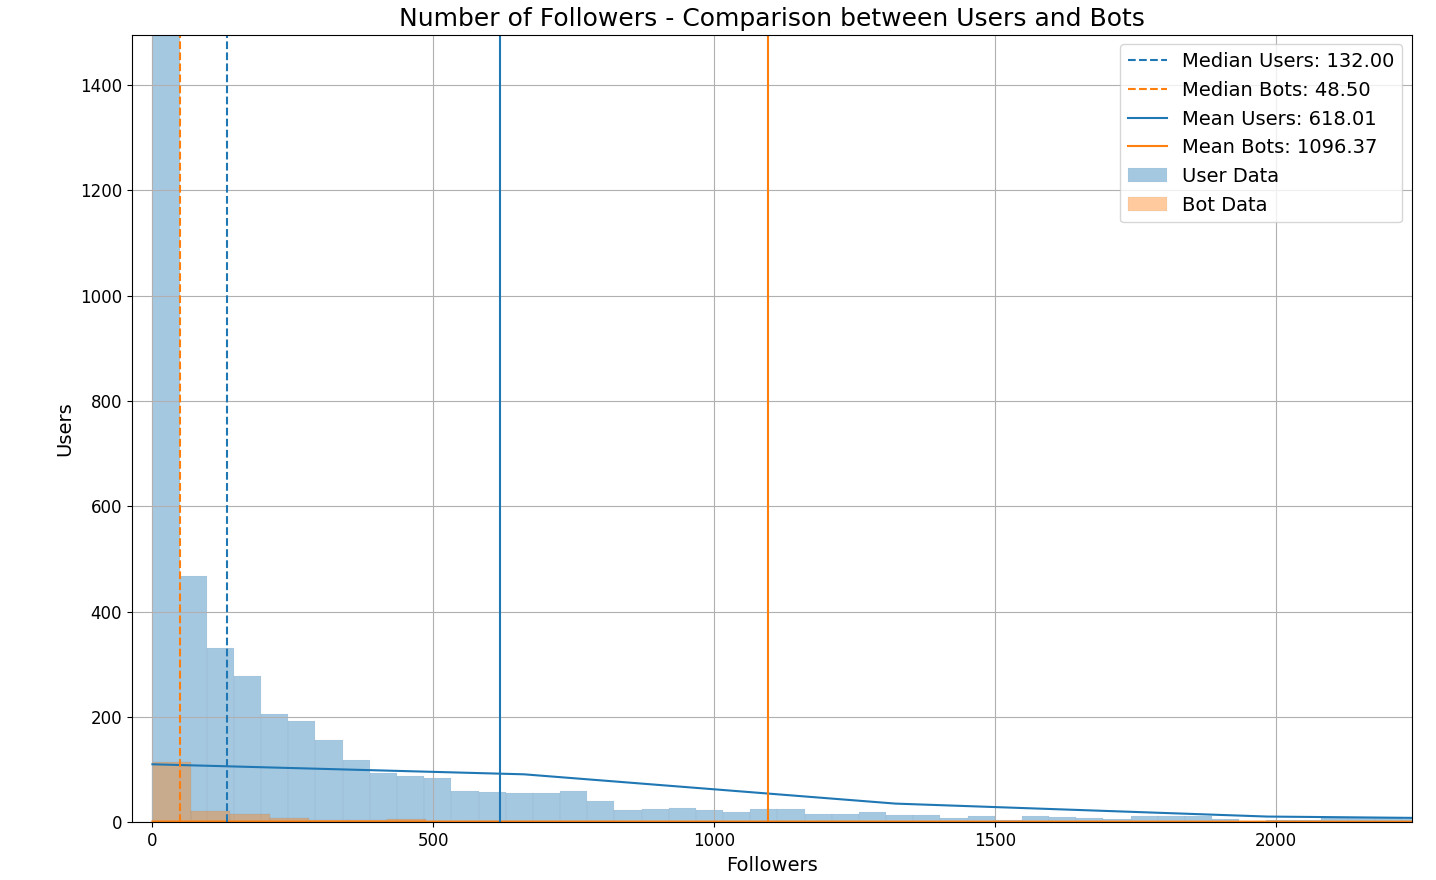 Number of Followers - Comparison between Users and Bots
Median Users: 132.00
Median Bots: 48.50
Mean Users: 618.01
Mean Bots: 1096.37
User Data
Bot Data
Users
1400
1200
1000
800
600
400
200
0
0 500 1000 1500 2000
Followers